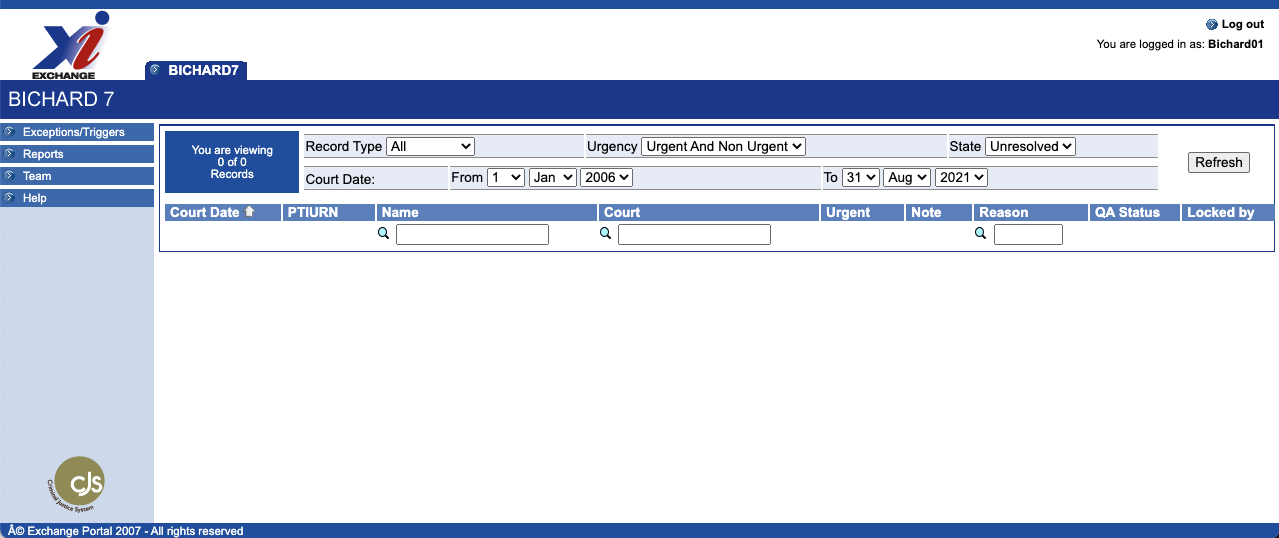 Log out
You are logged in as: Bichard01
Xi
EXCHANGE
BICHARD7
BICHARD 7
Exceptions/Triggers
Reports
Team
Help
You are viewing
0 of 0
Records
Record Type All Urgency Urgent And Non Urgent State Unresolved
Refresh
Court Date: From 1 Jan 2006 To 31 Aug 2021
Court Date PTIURN Name Court Urgent Note Reason QA Status Locked by
CJS
Criminal Justice System
Â© Exchange Portal 2007 - All rights reserved